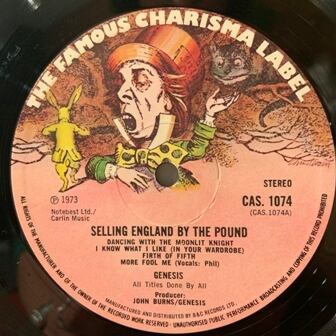 THE FAMOUS CHARISMA LABEL
℗ 1973
Notebest Ltd./
Carlin Music
STEREO
CAS. 1074
(CAS. 1074A)
SELLING ENGLAND BY THE POUND
DANCING WITH THE MOONLIT KNIGHT
I KNOW WHAT I LIKE (IN YOUR WARDROBE)
FIRTH OF FIFTH
MORE FOOL ME (Vocals: Phil)
GENESIS
All Titles Done By All
Producer:
JOHN BURNS/GENESIS
MANUFACTURED AND DISTRIBUTED BY B&C RECORDS LTD.
ALL RIGHTS OF THE MANUFACTURER AND OF THE OWNER OF THE RECORDED WORK RESERVED. UNAUTHORISED PUBLIC PERFORMANCE, BROADCASTING AND COPYING OF THIS RECORD PROHIBITED